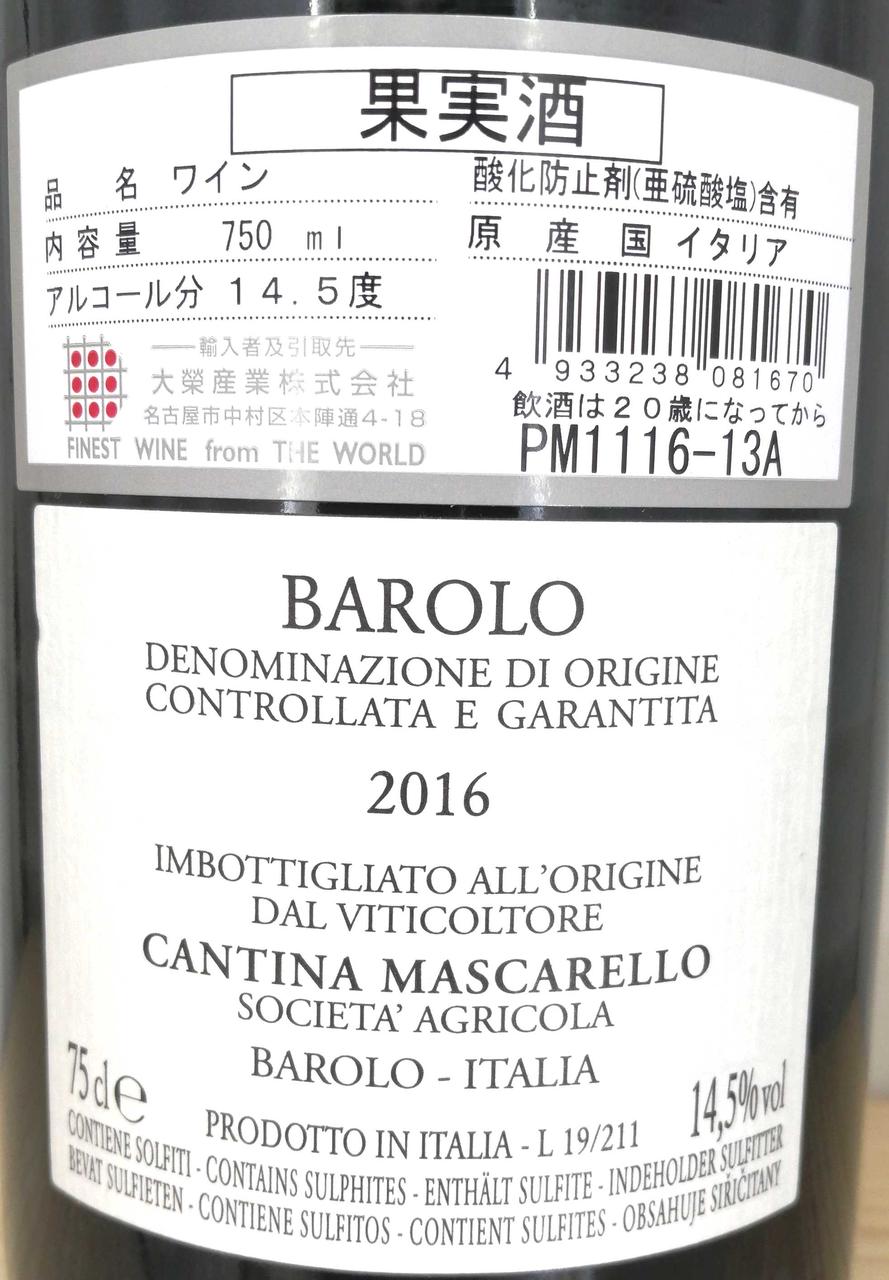 果実酒
品 名 ワイン
内容量 750 ml
アルコール分 14.5度
酸化防止剤(亜硫酸塩)含有
原 産 国 イタリア
輸入者及引取先
大榮産業株式会社
名古屋市中村区本陣通4-18
FINEST WINE from THE WORLD
4 933238 081670
飲酒は20歳になってから
PM1116-13A
BAROLO
DENOMINAZIONE DI ORIGINE
CONTROLLATA E GARANTITA
2016
IMBOTTIGLIATO ALL'ORIGINE
DAL VITICOLTORE
CANTINA MASCARELLO
SOCIETA' AGRICOLA
BAROLO - ITALIA
75 cl e
14,5% vol
PRODOTTO IN ITALIA - L 19/211
CONTIENE SOLFITI - CONTAINS SULPHITES - ENTHÄLT SULFITE - INDEHOLDER SULFITTER
BEVAT SULFIETEN - CONTIENE SULFITOS - CONTIENT SULFITES - OBSAHUJE SIŘIČITANY